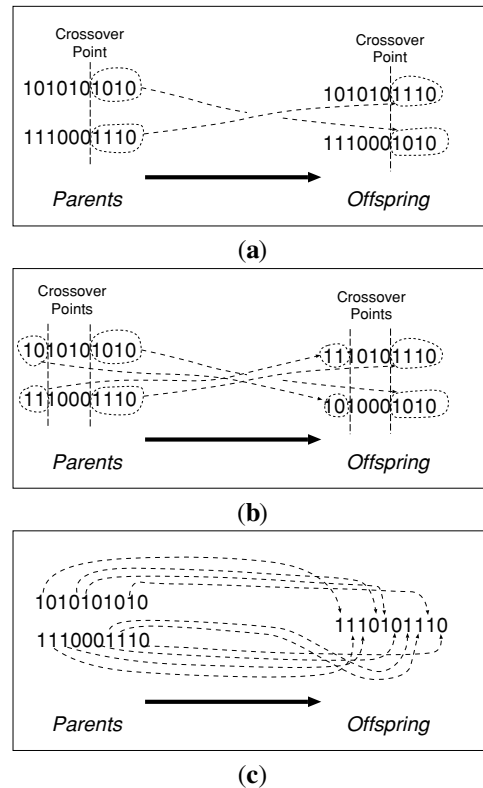 Crossover Point Crossover Point
1010101010 1010101110
1110001110 1110001010
Parents Offspring
(a)
Crossover Points Crossover Points
1010101010 1110101110
1110001110 1010001010
Parents Offspring
(b)
1010101010
1110001110 1110101110
Parents Offspring
(c)